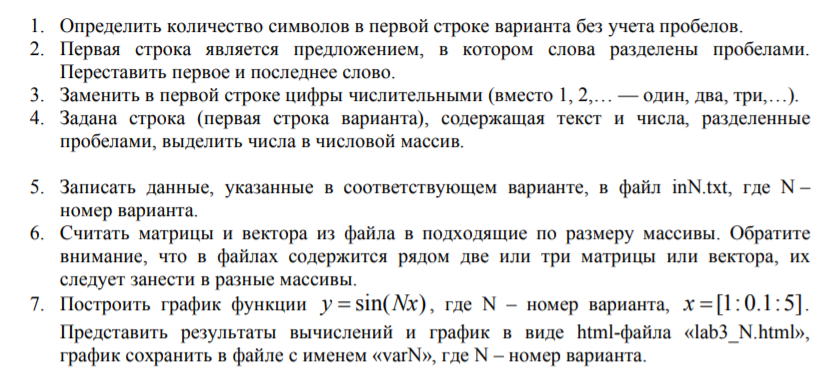 1. Определить количество символов в первой строке варианта без учета пробелов.
2. Первая строка является предложением, в котором слова разделены пробелами.
Переставить первое и последнее слово.
3. Заменить в первой строке цифры числительными (вместо 1, 2,… — один, два, три,…).
4. Задана строка (первая строка варианта), содержащая текст и числа, разделенные
пробелами, выделить числа в числовой массив.
5. Записать данные, указанные в соответствующем варианте, в файл inN.txt, где N –
номер варианта.
6. Считать матрицы и вектора из файла в подходящие по размеру массивы. Обратите
внимание, что в файлах содержится рядом две или три матрицы или вектора, их
следует занести в разные массивы.
7. Построить график функции y = sin(Nx), где N – номер варианта, x = [1:0.1:5].
Представить результаты вычислений и график в виде html-файла «lab3_N.html»,
график сохранить в файле с именем «varN», где N – номер варианта.